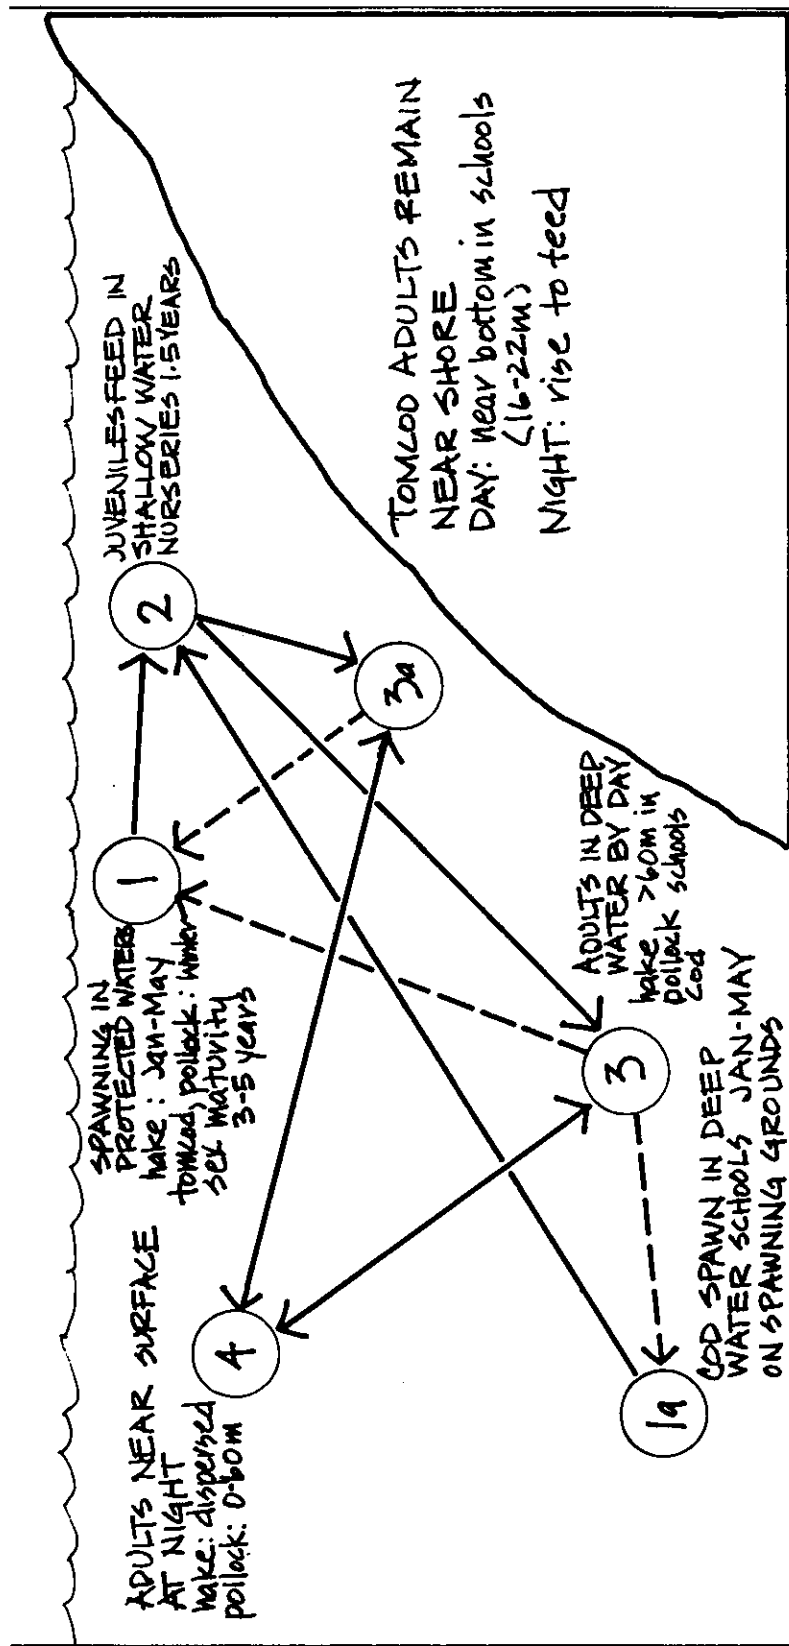 ADULTS NEAR SURFACE
AT NIGHT
hake: dispersed
pollock: 0-60m
4
SPAWNING IN
PROTECTED WATERS
hake: Jan-May
tomcod, pollock: winter
sex maturity
3-5 years
1
JUVENILES FEED IN
SHALLOW WATER
NURSERIES 1.5 YEARS
2
3a
TOMCOD ADULTS REMAIN
NEAR SHORE
DAY: near bottom in schools
(16-22m)
NIGHT: rise to feed
ADULTS IN DEEP
WATER BY DAY
hake >60m in
pollock schools
cod
3
1a
COD SPAWN IN DEEP
WATER SCHOOLS JAN-MAY
ON SPAWNING GROUNDS